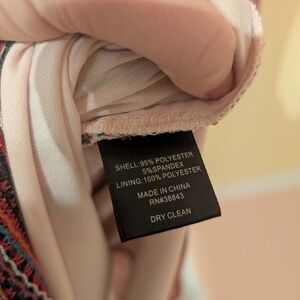 SHELL:95% POLYESTER
5%SPANDEX
LINING:100% POLYESTER
MADE IN CHINA
RN#38843
DRY CLEAN